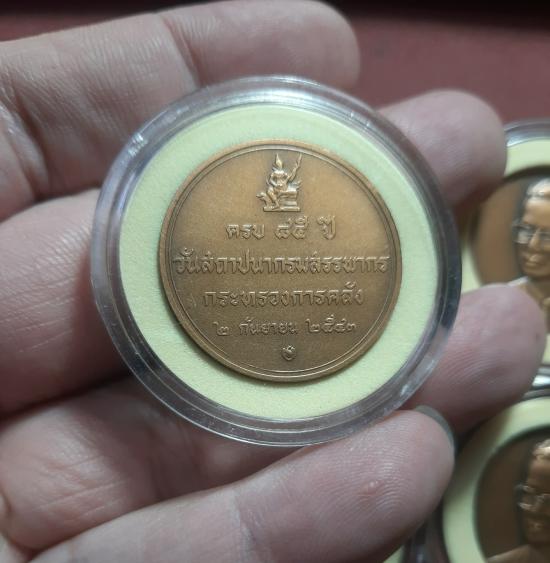 ครบ ๘๕ ปี
วันสถาปนากรมสรรพากร
กระทรวงการคลัง
๒ กันยายน ๒๕๔๓